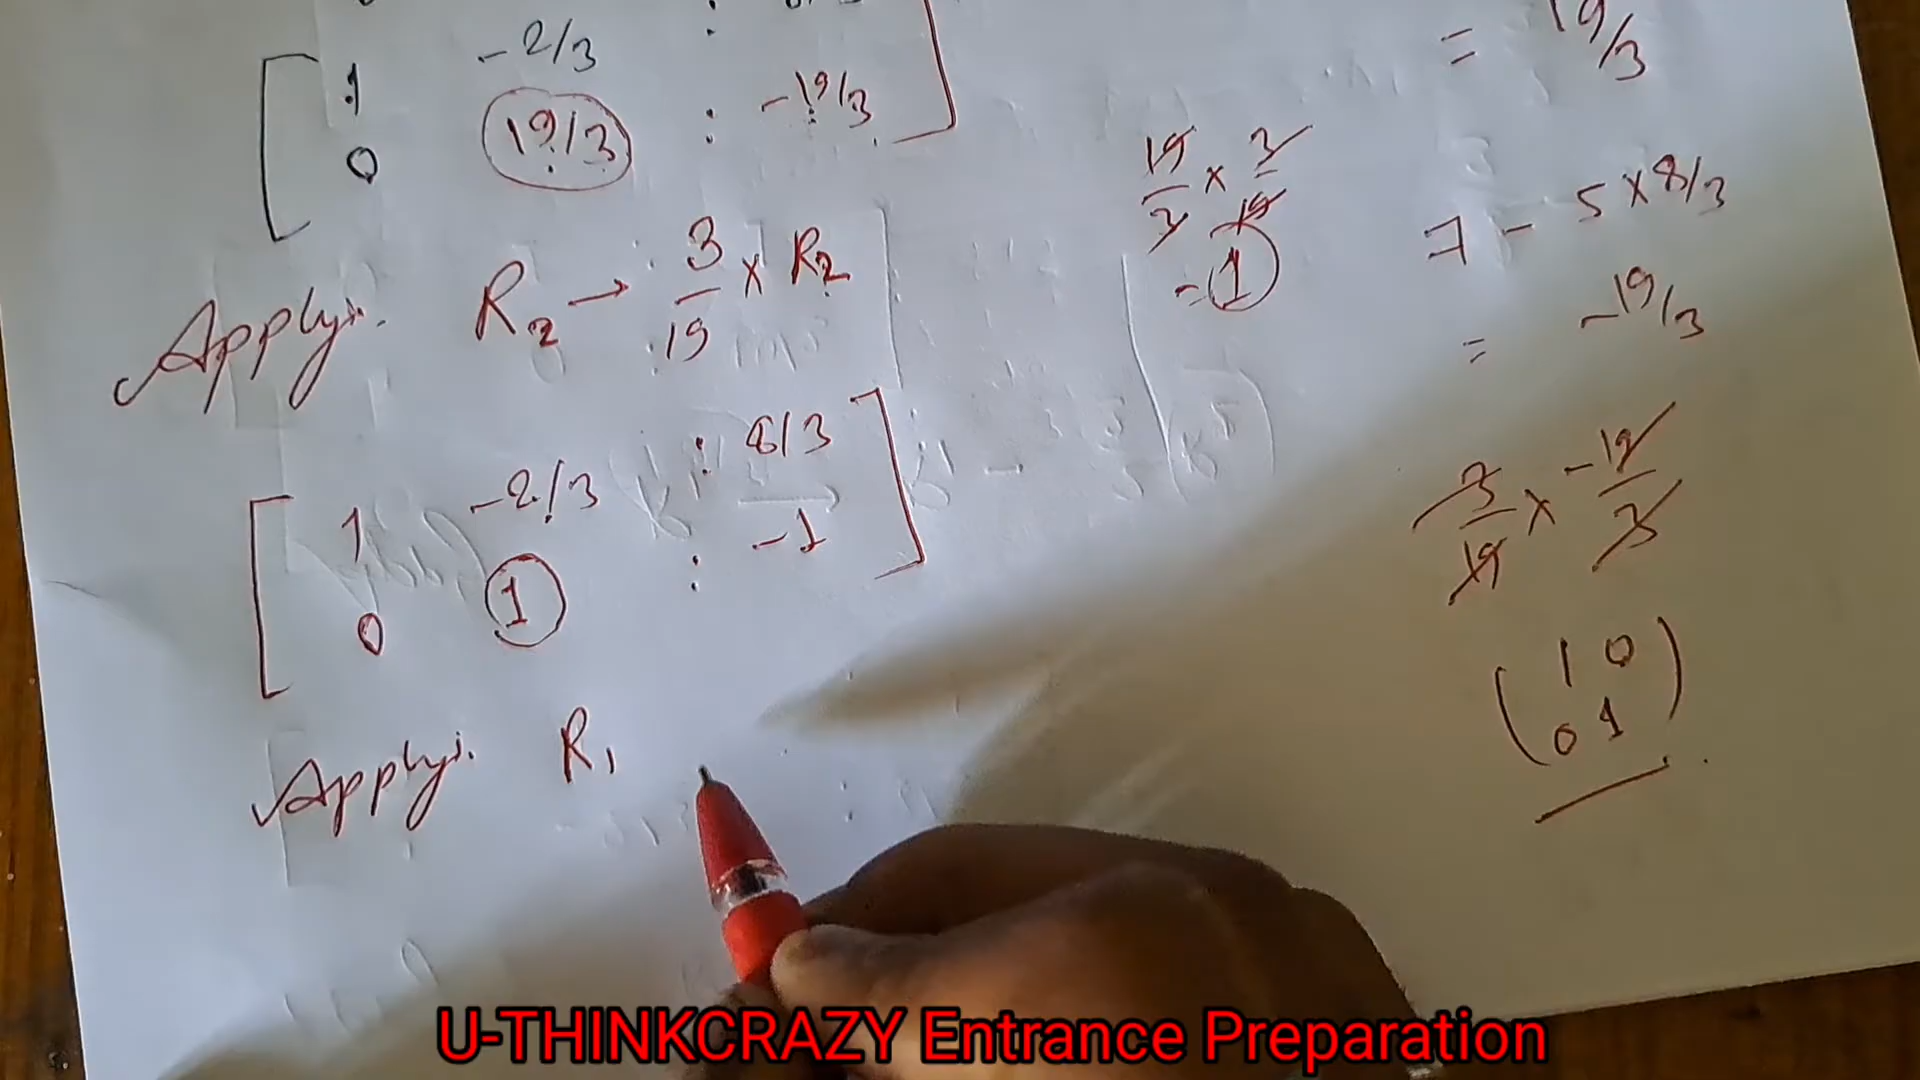 1 -2/3 :
0 19/3 : -19/3
Apply: R2 → 3/19 × R2
1 -2/3 : 8/3
0 1 : -1
Apply: R1
= 19/3
19/3 × 3/19
= 1
7 - 5 × 8/3
= -19/3
3/19 × -19/3
( 1 0
0 1 )
U-THINKCRAZY Entrance Preparation